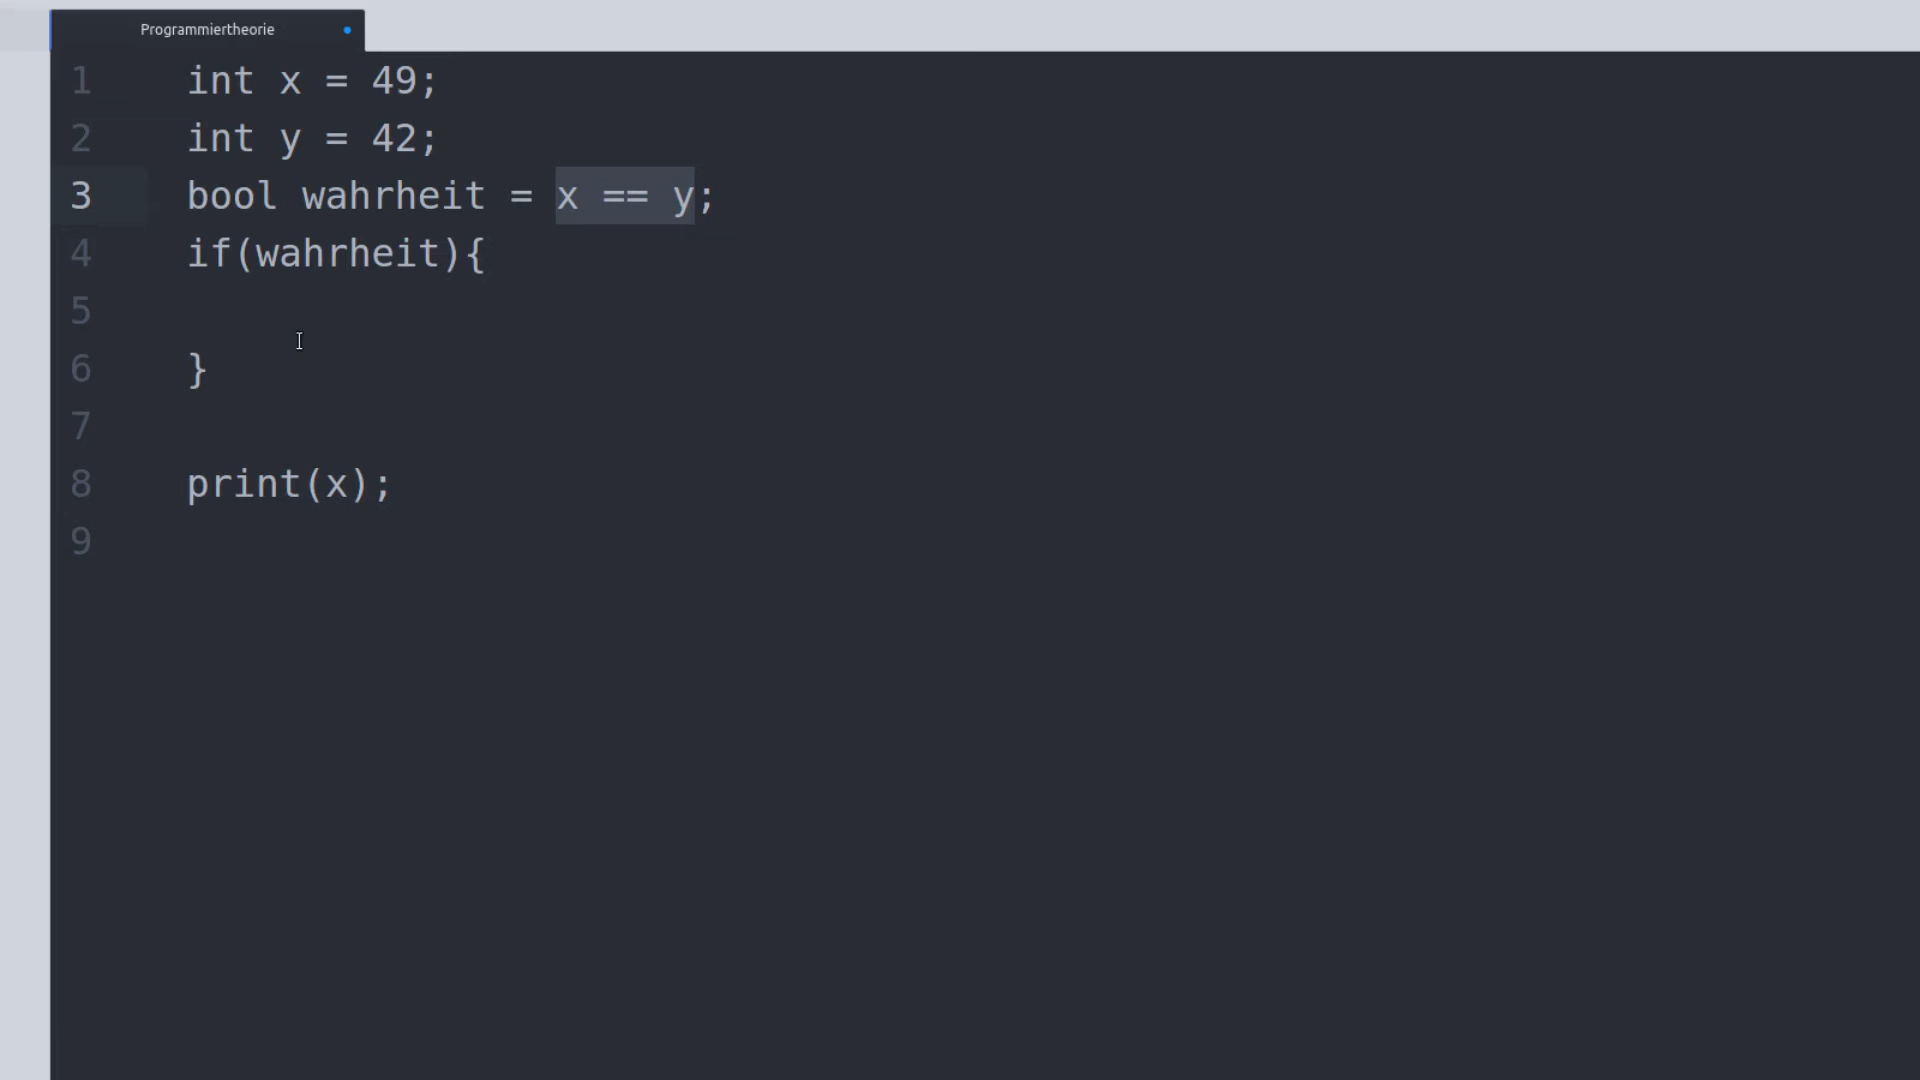 Programmiertheorie
1 int x = 49;
2 int y = 42;
3 bool wahrheit = x == y;
4 if(wahrheit){
5
6 }
7
8 print(x);
9